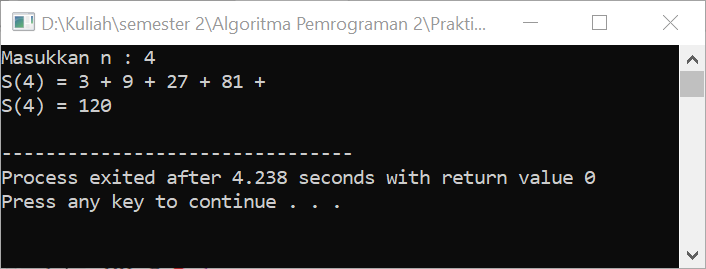 D:\Kuliah\semester 2\Algoritma Pemrograman 2\Prakti...
Masukkan n : 4
S(4) = 3 + 9 + 27 + 81 +
S(4) = 120
--------------------------------
Process exited after 4.238 seconds with return value 0
Press any key to continue . . .